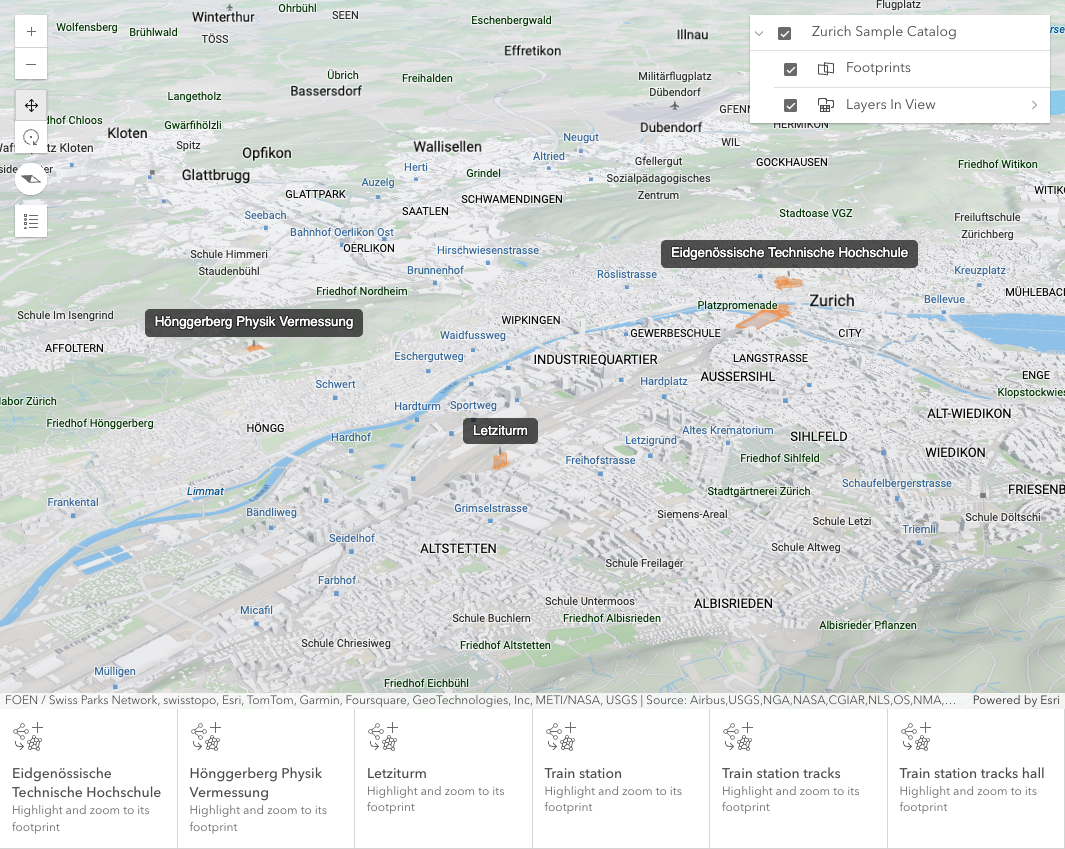 Winterthur
Ohrbühl
SEEN
Wolfensberg
Brühlwald
TÖSS
Eschenbergwald
Effretikon
Illnau
Flugplatz
Zurich Sample Catalog
Footprints
Layers In View
Übrich
Bassersdorf
Freihalden
Militärflugplatz
Dübendorf
Langetholz
GFENN
dhof Chloos
Gwärfihölzli
Kloten
Spitz
Kloten
Opfikon
Wallisellen
Neugut
Dubendorf
WIL
HERMIKON
Glattbrugg
Herti
Altried
Gfellergut
Sozialpädagogisches
Zentrum
GOCKHAUSEN
Friedhof Witikon
Auzelg
Grindel
GLATTPARK
SCHWAMENDINGEN
WITIK
Seebach
SAATLEN
Stadtoase VGZ
Freiluftschule
Zürichberg
Bahnhof Oerlikon Ost
OERLIKON
Hirschwiesenstrasse
Schule Himmeri
Staudenbühl
Brunnenhof
Eidgenössische Technische Hochschule
Röslistrasse
Kreuzplatz
Friedhof Nordheim
Platzpromenade
Zurich
Bellevue
MÜHLEBAC
Schule Im Isengrind
Hönggerberg Physik Vermessung
WIPKINGEN
GEWERBESCHULE
CITY
Waidfussweg
AFFOLTERN
Eschergutweg
INDUSTRIEQUARTIER
LANGSTRASSE
AUSSERSIHL
ENGE
Schwert
Hardplatz
Klopstockwies
labor Zürich
Hardturm
Sportweg
ALT-WIEDIKON
Friedhof Hönggerberg
HÖNGG
Hardhof
Letziturm
Letzigrund
Altes Krematorium
SIHLFELD
WIEDIKON
Freihofstrasse
Friedhof Sihlfeld
Limmat
Stadtgärtnerei Zürich
Schaufelbergerstrasse
FRIESENB
Frankental
Bändliweg
Grimselstrasse
Siemens-Areal
Schule Letzi
Schule Döltschi
Triemli
Seidelhof
ALTSTETTEN
Schule Altweg
Schule Freilager
Farbhof
Micafil
Schule Untermoos
ALBISRIEDEN
Schule Buchlern
Friedhof Albisrieden
Albisrieder Pflanzen
Schule Chriesiweg
Friedhof Altstetten
Mülligen
Friedhof Eichbühl
FOEN / Swiss Parks Network, swisstopo, Esri, TomTom, Garmin, Foursquare, GeoTechnologies, Inc, METI/NASA, USGS | Source: Airbus,USGS,NGA,NASA,CGIAR,NLS,OS,NMA,…
Powered by Esri
Eidgenössische
Technische Hochschule
Highlight and zoom to its
footprint
Hönggerberg Physik
Vermessung
Highlight and zoom to its
footprint
Letziturm
Highlight and zoom to its
footprint
Train station
Highlight and zoom to its
footprint
Train station tracks
Highlight and zoom to its
footprint
Train station tracks hall
Highlight and zoom to its
footprint